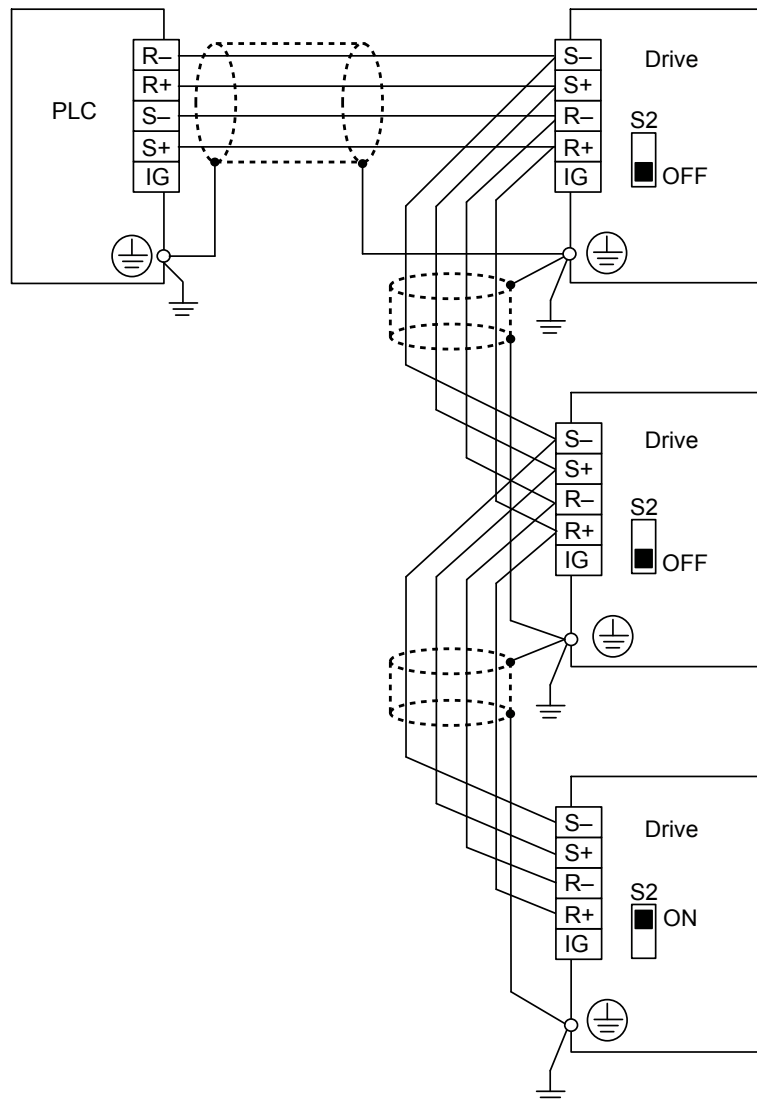 PLC
R–
R+
S–
S+
IG
S–
S+
R–
R+
IG
Drive
S2
OFF
S–
S+
R–
R+
IG
Drive
S2
OFF
S–
S+
R–
R+
IG
Drive
S2
ON